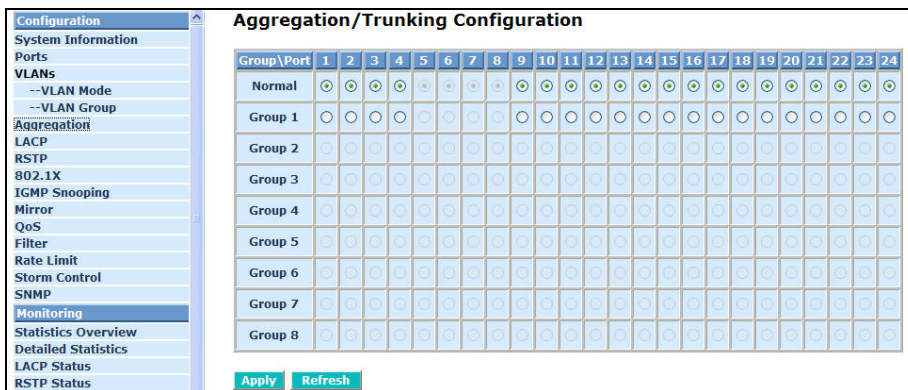 Configuration
System Information
Ports
VLANs
--VLAN Mode
--VLAN Group
Aggregation
LACP
RSTP
802.1X
IGMP Snooping
Mirror
QoS
Filter
Rate Limit
Storm Control
SNMP
Monitoring
Statistics Overview
Detailed Statistics
LACP Status
RSTP Status
Aggregation/Trunking Configuration
Group\Port 1 2 3 4 5 6 7 8 9 10 11 12 13 14 15 16 17 18 19 20 21 22 23 24
Normal
Group 1
Group 2
Group 3
Group 4
Group 5
Group 6
Group 7
Group 8
Apply Refresh